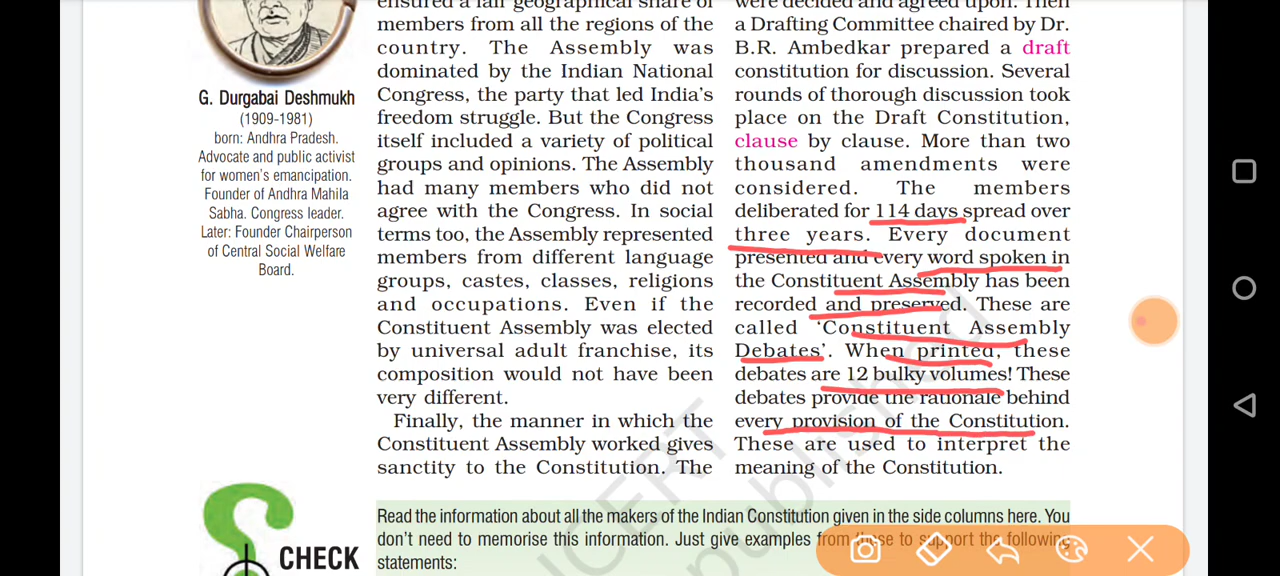 G. Durgabai Deshmukh
(1909-1981)
born: Andhra Pradesh.
Advocate and public activist
for women's emancipation.
Founder of Andhra Mahila
Sabha. Congress leader.
Later: Founder Chairperson
of Central Social Welfare
Board.
ensured a fair geographical share of
members from all the regions of the
country. The Assembly was
dominated by the Indian National
Congress, the party that led India's
freedom struggle. But the Congress
itself included a variety of political
groups and opinions. The Assembly
had many members who did not
agree with the Congress. In social
terms too, the Assembly represented
members from different language
groups, castes, classes, religions
and occupations. Even if the
Constituent Assembly was elected
by universal adult franchise, its
composition would not have been
very different.
Finally, the manner in which the
Constituent Assembly worked gives
sanctity to the Constitution. The
were decided and agreed upon. Then
a Drafting Committee chaired by Dr.
B.R. Ambedkar prepared a draft
constitution for discussion. Several
rounds of thorough discussion took
place on the Draft Constitution,
clause by clause. More than two
thousand amendments were
considered. The members
deliberated for 114 days spread over
three years. Every document
presented and every word spoken in
the Constituent Assembly has been
recorded and preserved. These are
called 'Constituent Assembly
Debates'. When printed, these
debates are 12 bulky volumes! These
debates provide the rationale behind
every provision of the Constitution.
These are used to interpret the
meaning of the Constitution.
CHECK
Read the information about all the makers of the Indian Constitution given in the side columns here. You
don't need to memorise this information. Just give examples from these to support the following
statements:
NCERT
published